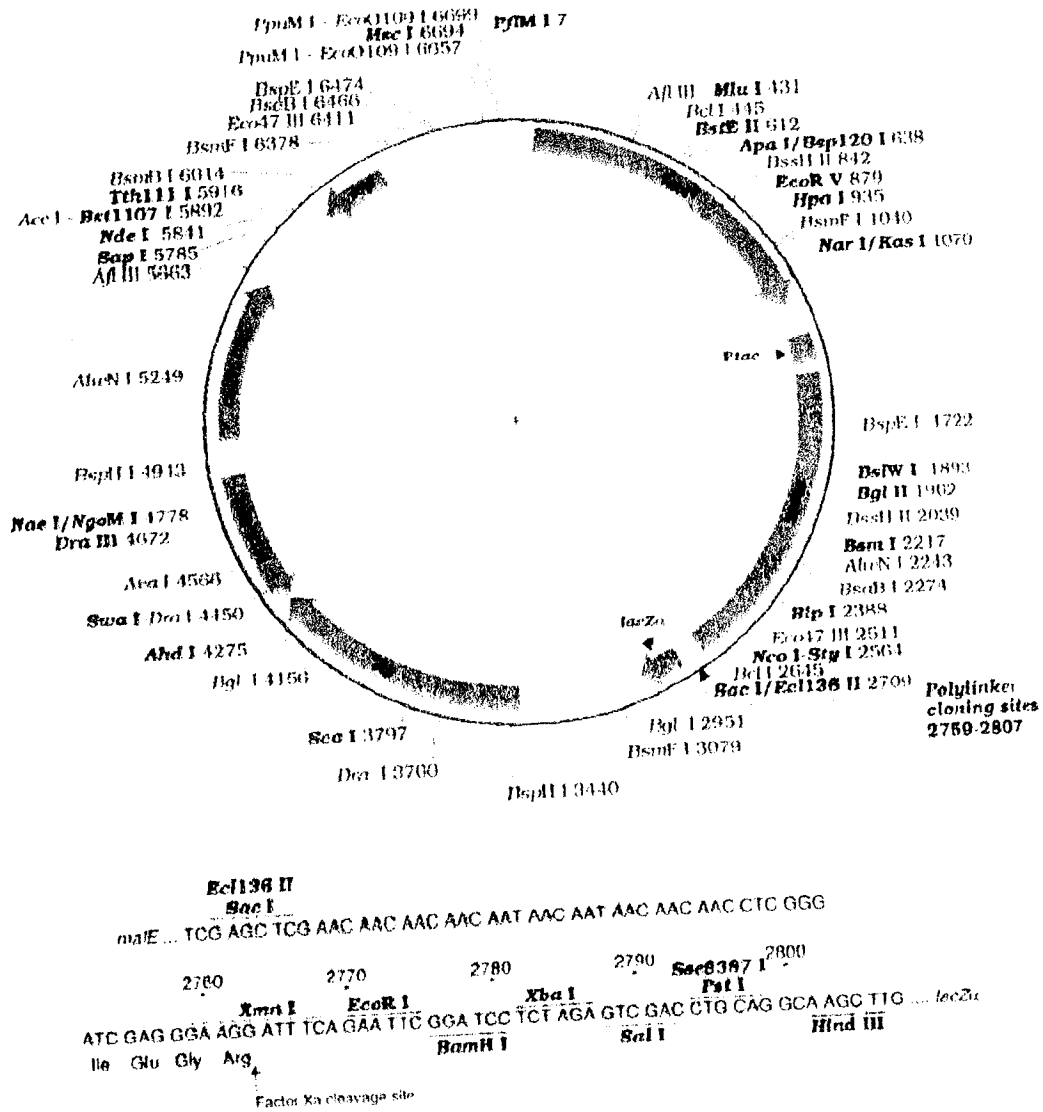 PpuM I - EcoO109 I 6699
Msc I 6694
PpuM I - EcoO109 I 6657
PflM I 7
BspE I 6474
BseB I 6466
Eco47 III 6411
BsmF I 6378
BsmB I 6014
Tth111 I 5916
Acc I - Bst1107 I 5892
Nde I 5841
Sap I 5785
Afl III 5663
Afl III - Mlu I 431
Bcl I 445
BstE II 612
Apa I/Bsp120 I 638
BssH II 842
EcoR V 879
Hpa I 935
BsmF I 1040
Nar I/Kas I 1070
Ptac
AlwN I 5249
BspE I 1722
BspH I 4943
BsiW I 1893
Bgl II 1902
BssH II 2039
Nae I/NgoM I 4778
Dra III 4672
Bsm I 2217
AlwN I 2243
BsaB I 2274
Ava I 4566
Swa I Dra I 4450
Blp I 2388
lacZα
Eco47 III 2511
Nco I-Sty I 2564
Bcl I 2645
Sac I/Ecl136 II 2709
Ahd I 4275
Bgl I 4156
Polylinker
cloning sites
2759-2807
Sca I 3797
Bgl I 2951
BsmF I 3079
Dra I 3700
BspH I 3440
Ecl136 II
Sac I
malE ... TCG AGC TCG AAC AAC AAC AAC AAT AAC AAT AAC AAC AAC CTC GGG
2760 2770 2780 2790 2800
Xmn I EcoR I Xba I Sse8387 I
Pst I
ATC GAG GGA AGG ATT TCA GAA TTC GGA TCC TCT AGA GTC GAC CTG CAG GCA AGC TTG .... lacZα
BamH I Sal I Hind III
Ile Glu Gly Arg
Factor Xa cleavage site